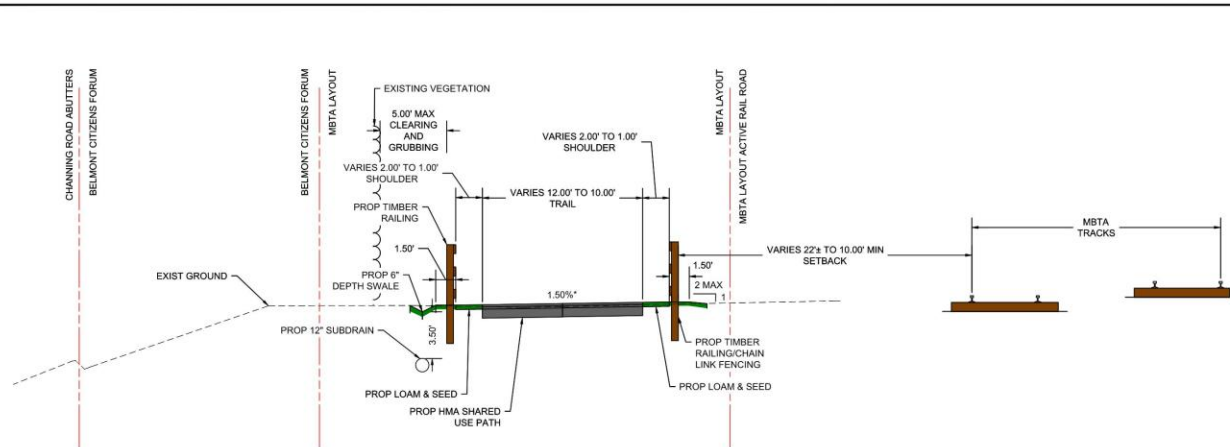 CHANNING ROAD ABUTTERS
BELMONT CITIZENS FORUM
BELMONT CITIZENS FORUM
MBTA LAYOUT
EXISTING VEGETATION
5.00' MAX
CLEARING
AND
GRUBBING
VARIES 2.00' TO 1.00'
SHOULDER
VARIES 2.00' TO 1.00'
SHOULDER
VARIES 12.00' TO 10.00'
TRAIL
PROP TIMBER
RAILING
1.50'
PROP 6"
DEPTH SWALE
EXIST GROUND
PROP 12" SUBDRAIN
3.50'
1.50%*
PROP LOAM & SEED
PROP HMA SHARED
USE PATH
MBTA LAYOUT
MBTA LAYOUT ACTIVE RAIL ROAD
VARIES 22'± TO 10.00' MIN
SETBACK
1.50'
2 MAX
1
PROP TIMBER
RAILING/CHAIN
LINK FENCING
PROP LOAM & SEED
MBTA
TRACKS